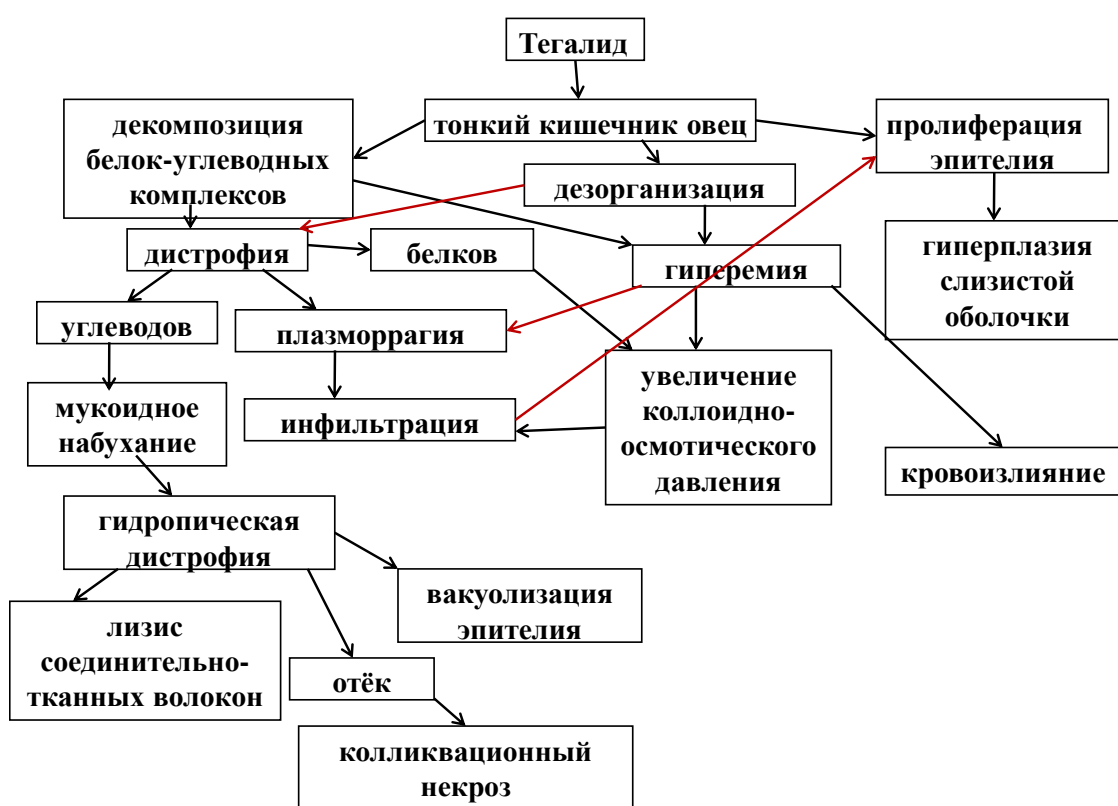 Тегалид
декомпозиция
белок-углеводных
комплексов
тонкий кишечник овец
пролиферация
эпителия
дезорганизация
дистрофия
белков
гиперемия
гиперплазия
слизистой
оболочки
углеводов
плазморрагия
увеличение
коллоидно-
осмотического
давления
мукоидное
набухание
инфильтрация
кровоизлияние
гидропическая
дистрофия
вакуолизация
эпителия
лизис
соединительно-
тканных волокон
отёк
колликвационный
некроз